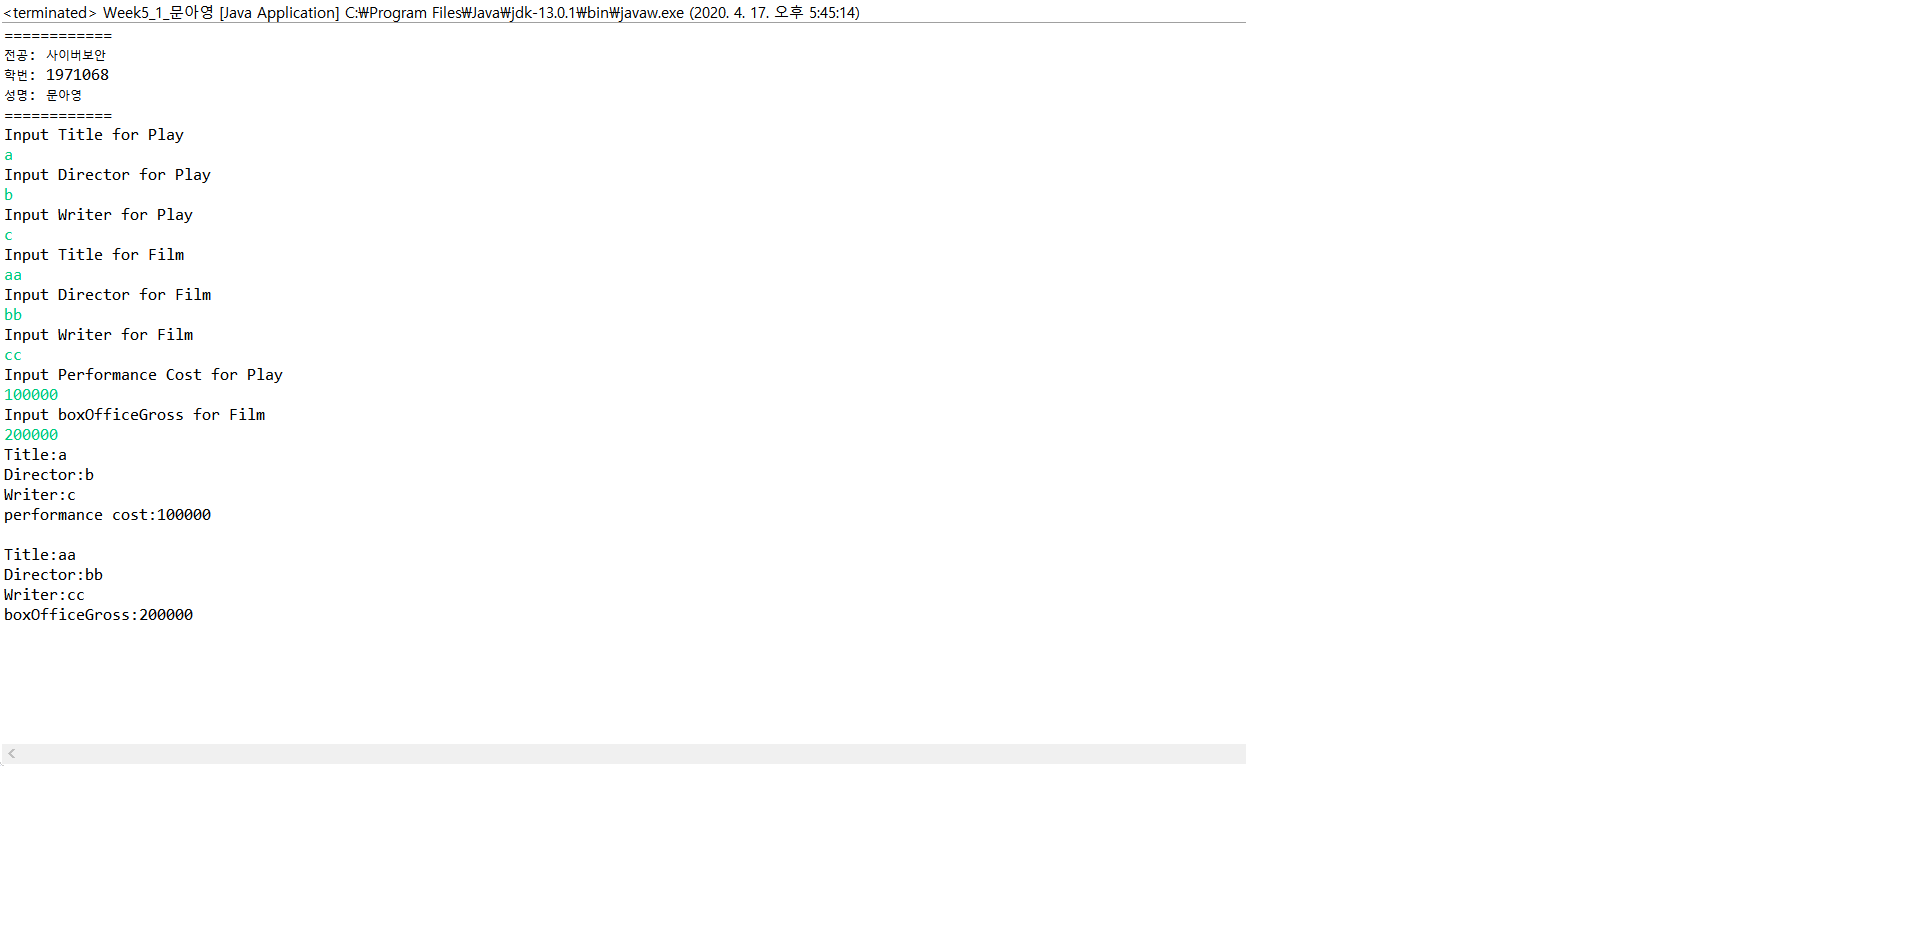 <terminated> Week5_1_문아영 [Java Application] C:₩Program Files₩Java₩jdk-13.0.1₩bin₩javaw.exe (2020. 4. 17. 오후 5:45:14)
============
전공: 사이버보안
학번: 1971068
성명: 문아영
============
Input Title for Play
a
Input Director for Play
b
Input Writer for Play
c
Input Title for Film
aa
Input Director for Film
bb
Input Writer for Film
cc
Input Performance Cost for Play
100000
Input boxOfficeGross for Film
200000
Title:a
Director:b
Writer:c
performance cost:100000
Title:aa
Director:bb
Writer:cc
boxOfficeGross:200000